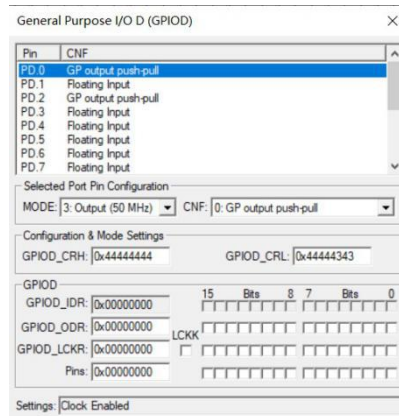 General Purpose I/O D (GPIOD)
Pin CNF
PD.0 GP output push-pull
PD.1 Floating Input
PD.2 GP output push-pull
PD.3 Floating Input
PD.4 Floating Input
PD.5 Floating Input
PD.6 Floating Input
PD.7 Floating Input
Selected Port Pin Configuration
MODE: 3: Output (50 MHz) CNF: 0: GP output push-pull
Configuration & Mode Settings
GPIOD_CRH: 0x44444444 GPIOD_CRL: 0x44444343
GPIOD
15 Bits 8 7 Bits 0
GPIOD_IDR: 0x00000000
GPIOD_ODR: 0x00000000
LCKK
GPIOD_LCKR: 0x00000000
Pins: 0x00000000
Settings: Clock Enabled